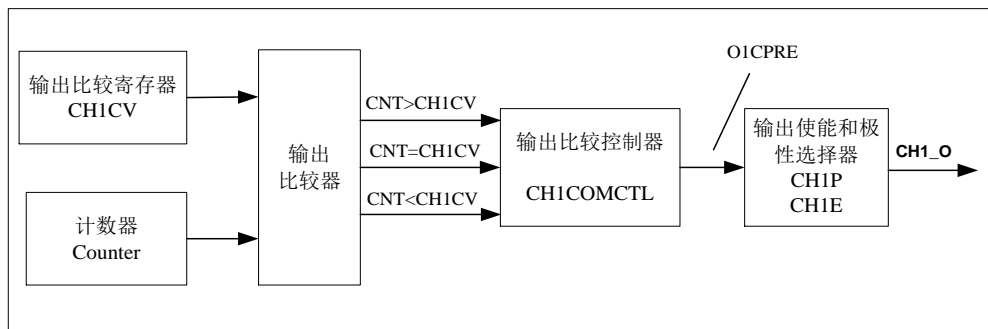 输出比较寄存器
CH1CV
计数器
Counter
输出
比较器
CNT>CH1CV
CNT=CH1CV
CNT<CH1CV
输出比较控制器
CH1COMCTL
O1CPRE
输出使能和极
性选择器
CH1P
CH1E
CH1_O